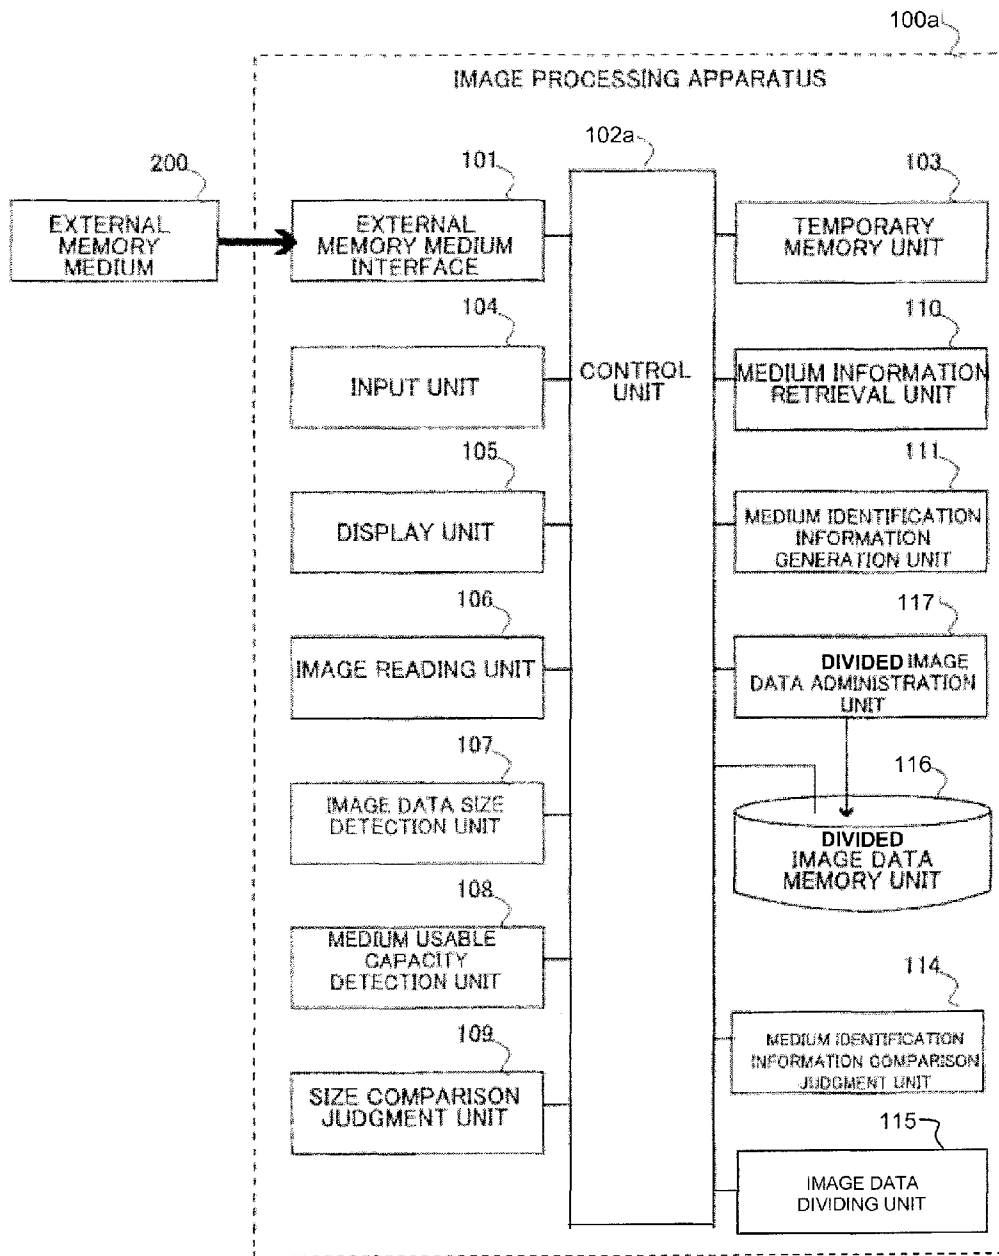 100a
IMAGE PROCESSING APPARATUS
102a
200
101
103
EXTERNAL
MEMORY
MEDIUM
EXTERNAL
MEMORY MEDIUM
INTERFACE
TEMPORARY
MEMORY UNIT
104
110
INPUT UNIT
CONTROL
UNIT
MEDIUM INFORMATION
RETRIEVAL UNIT
105
111
DISPLAY UNIT
MEDIUM IDENTIFICATION
INFORMATION
GENERATION UNIT
106
117
IMAGE READING UNIT
DIVIDED IMAGE
DATA ADMINISTRATION
UNIT
107
116
IMAGE DATA SIZE
DETECTION UNIT
DIVIDED
IMAGE DATA
MEMORY UNIT
108
MEDIUM USABLE
CAPACITY
DETECTION UNIT
114
109
MEDIUM IDENTIFICATION
INFORMATION COMPARISON
JUDGMENT UNIT
SIZE COMPARISON
JUDGMENT UNIT
115
IMAGE DATA
DIVIDING UNIT